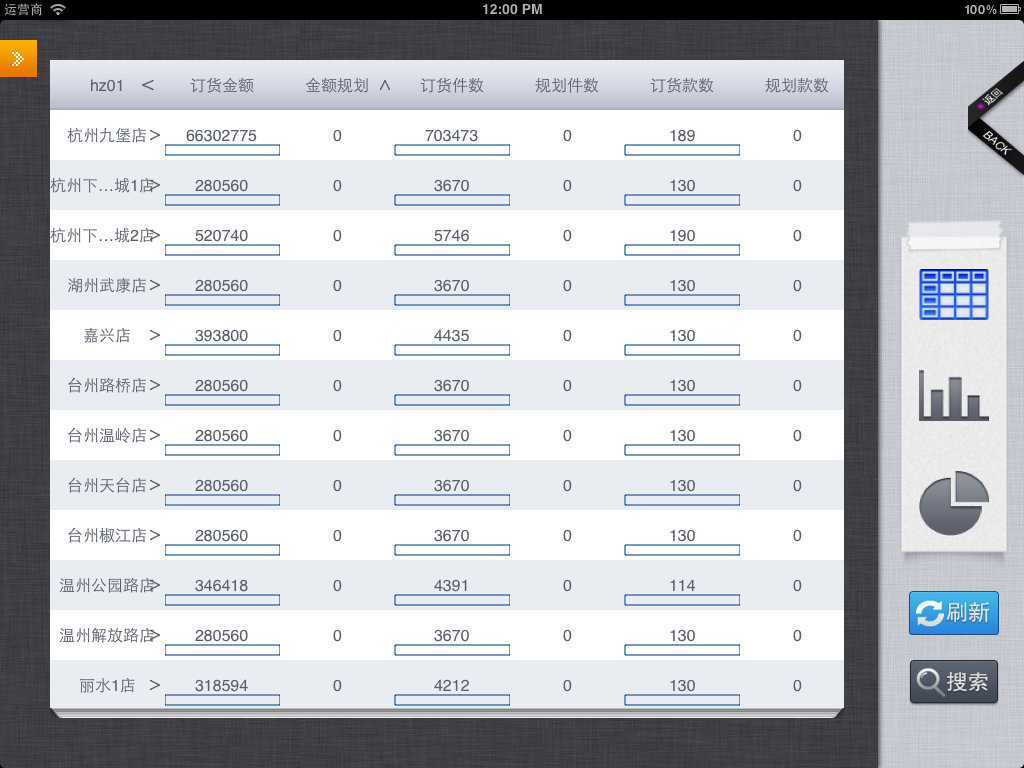 运营商 12:00 PM 100%
返回
BACK
hz01 < 订货金额 金额规划 ∧ 订货件数 规划件数 订货款数 规划款数
杭州九堡店> 66302775 0 703473 0 189 0
杭州下…城1店> 280560 0 3670 0 130 0
杭州下…城2店> 520740 0 5746 0 190 0
湖州武康店> 280560 0 3670 0 130 0
嘉兴店 > 393800 0 4435 0 130 0
台州路桥店> 280560 0 3670 0 130 0
台州温岭店> 280560 0 3670 0 130 0
台州天台店> 280560 0 3670 0 130 0
台州椒江店> 280560 0 3670 0 130 0
温州公园路店> 346418 0 4391 0 114 0
温州解放路店> 280560 0 3670 0 130 0
丽水1店 > 318594 0 4212 0 130 0
刷新
搜索